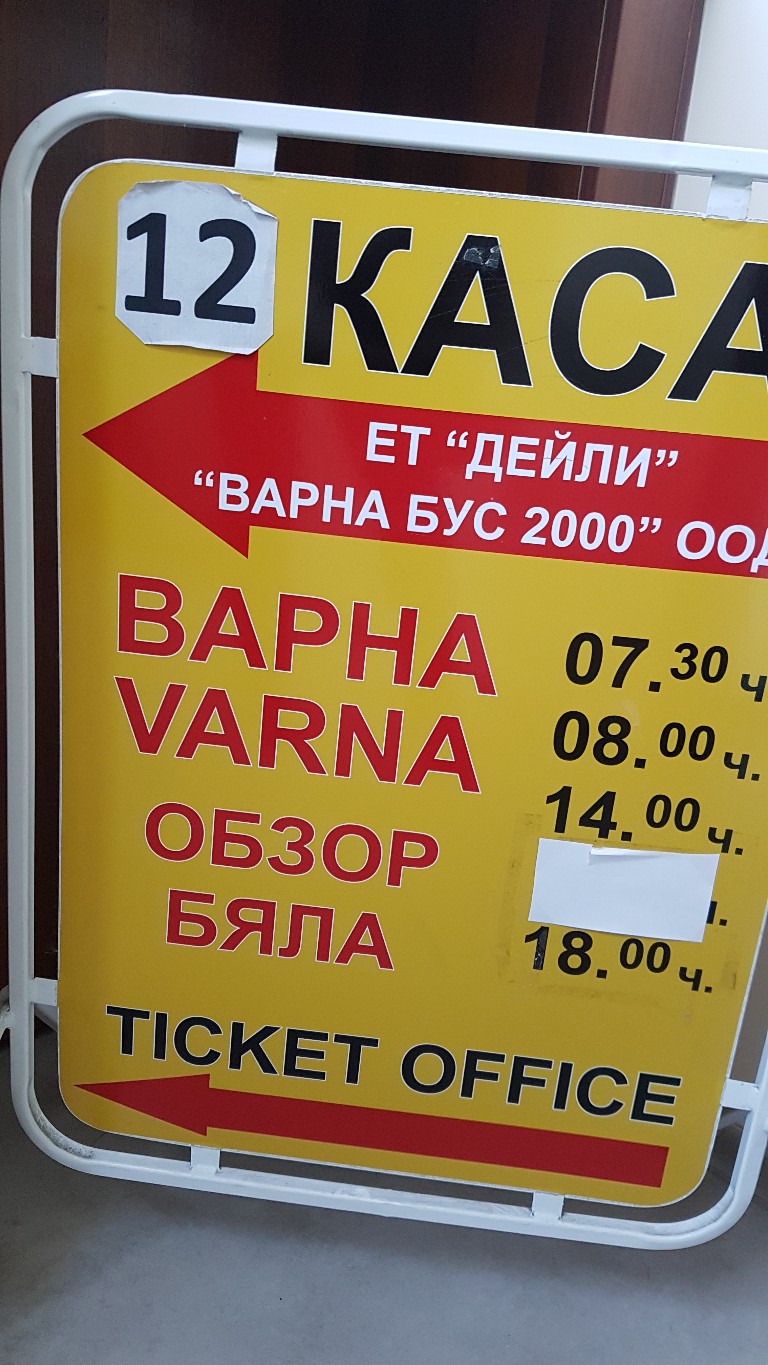 12 КАСА
ЕТ “ДЕЙЛИ”
“ВАРНА БУС 2000” ООД
ВАРНА 07.30 ч
VARNA 08.00 ч.
14.00 ч.
ОБЗОР
БЯЛА 18.00 ч.
TICKET OFFICE